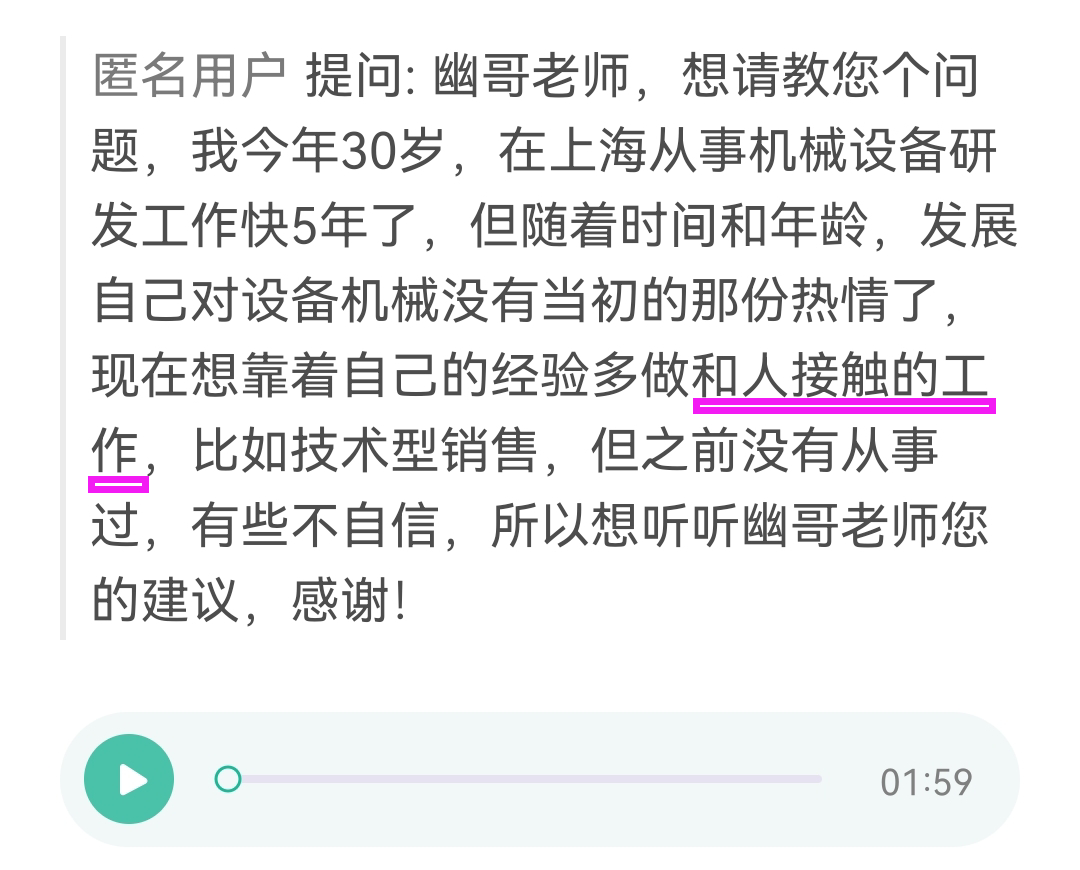 匿名用户 提问: 幽哥老师，想请教您个问
题，我今年30岁，在上海从事机械设备研
发工作快5年了，但随着时间和年龄，发展
自己对设备机械没有当初的那份热情了，
现在想靠着自己的经验多做和人接触的工
作，比如技术型销售，但之前没有从事
过，有些不自信，所以想听听幽哥老师您
的建议，感谢！
01:59